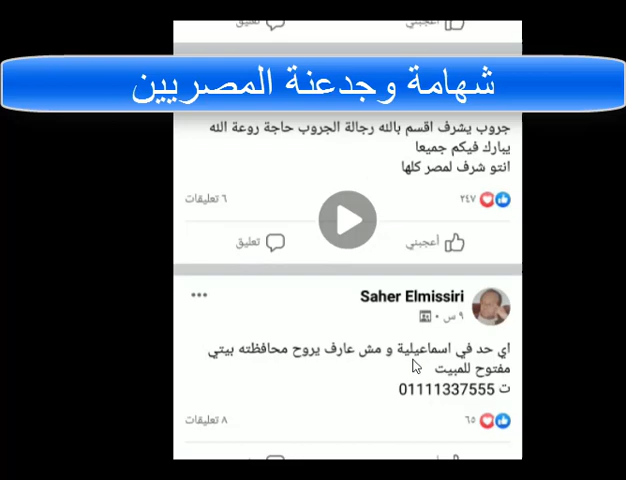 أعجبني
شهامة وجدعنة المصريين
جروب يشرف اقسم بالله رجالة الجروب حاجة روعة الله
يبارك فيكم جميعا
انتو شرف لمصر كلها
٢٤٧
٦ تعليقات
أعجبني
تعليق
Saher Elmissiri
٩ س
اي حد في اسماعيلية و مش عارف يروح محافظته بيتي
مفتوح للمبيت
ت 01111337555
٦٥
٨ تعليقات